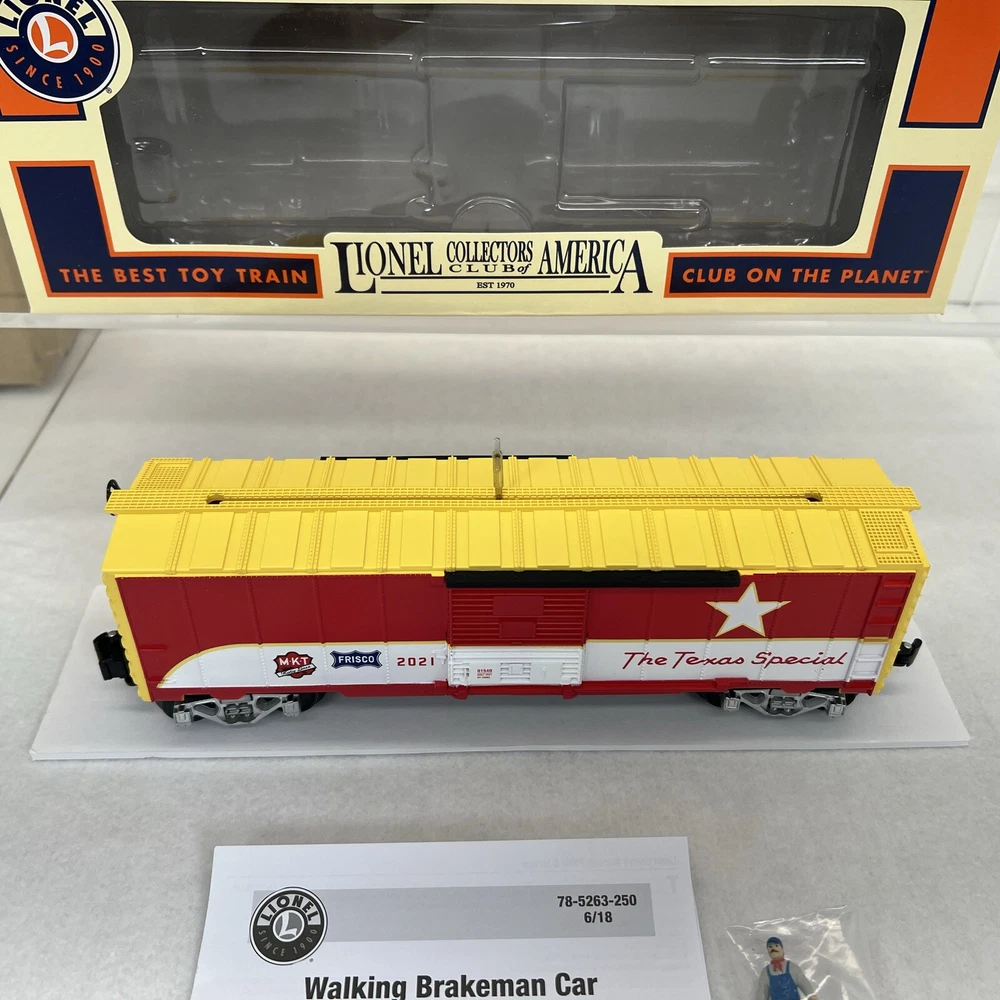 LIONEL
L
SINCE 1900
THE BEST TOY TRAIN
LIONEL COLLECTORS CLUB of AMERICA
EST 1970
CLUB ON THE PLANET
M-K-T
FRISCO
2021
The Texas Special
78-5263-250
6/18
LIONEL
L
SINCE 1900
Walking Brakeman Car